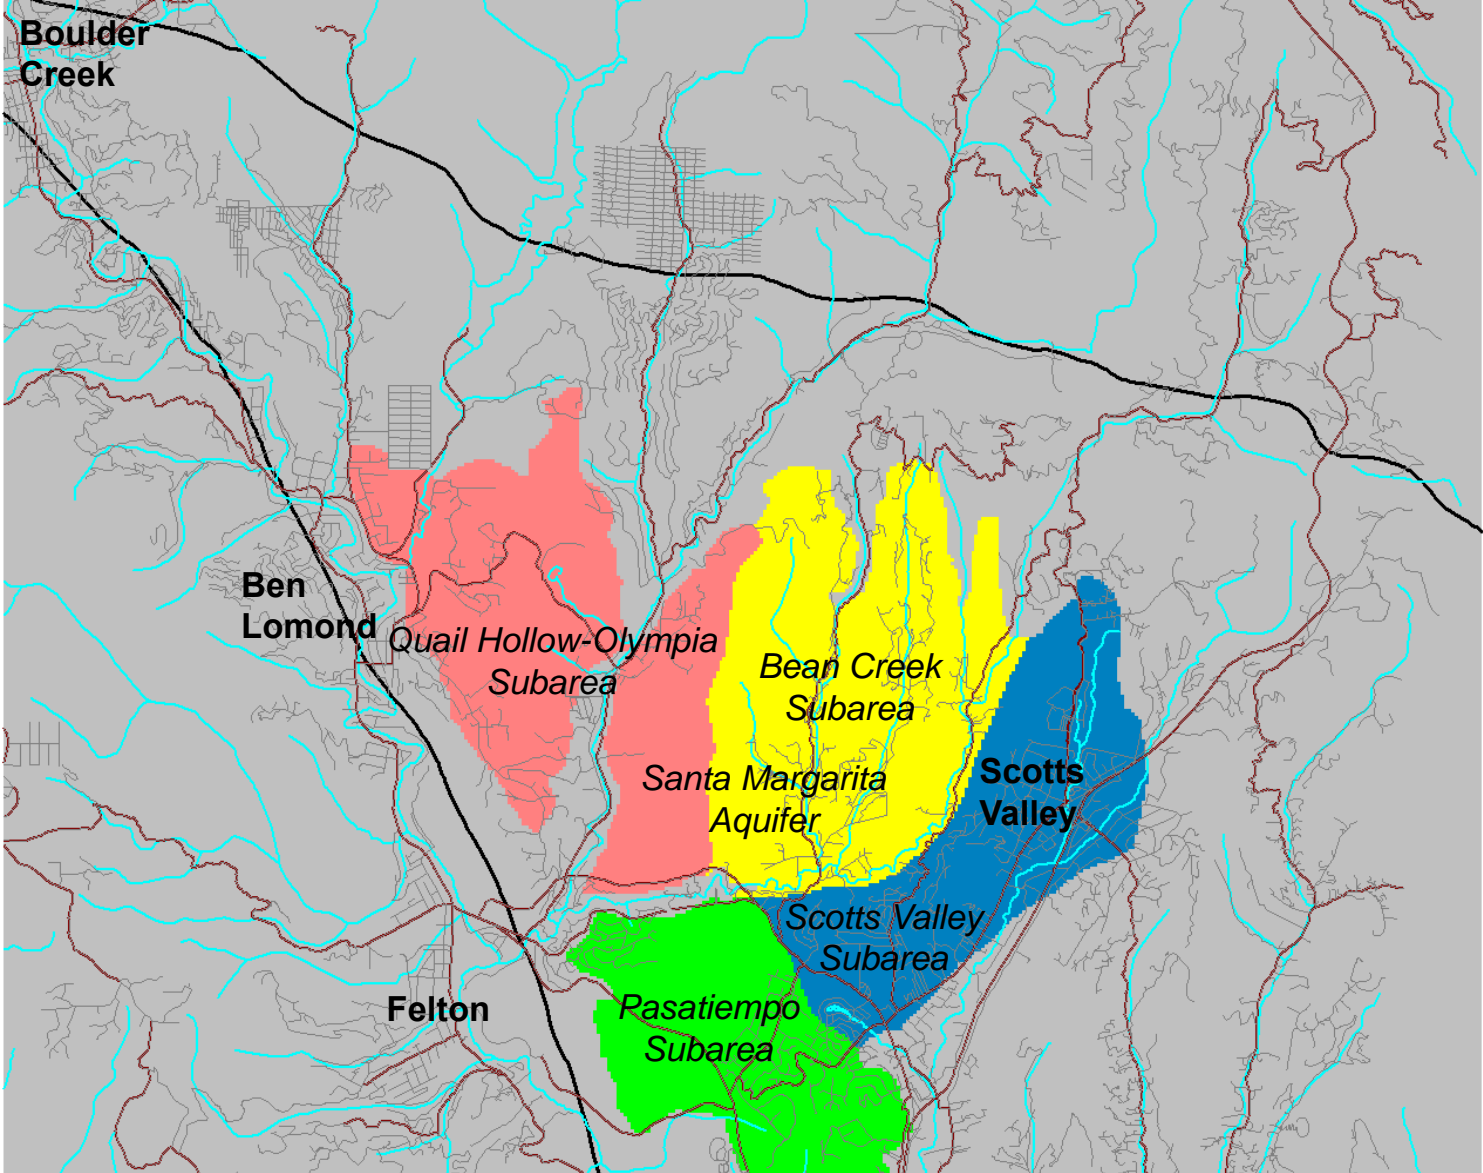 Boulder
Creek
Ben
Lomond
Quail Hollow-Olympia
Subarea
Bean Creek
Subarea
Santa Margarita
Aquifer
Scotts
Valley
Scotts Valley
Subarea
Felton
Pasatiempo
Subarea